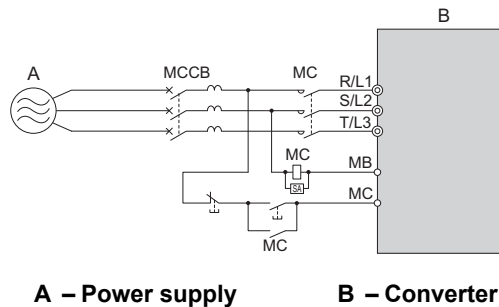 B
A
MCCB
MC
R/L1
S/L2
T/L3
MC
MB
SA
MC
MC
A – Power supply
B – Converter